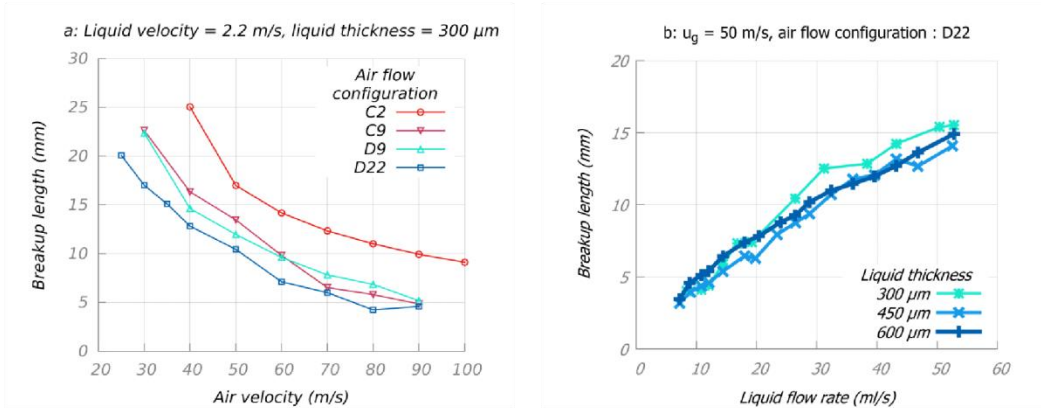 a: Liquid velocity = 2.2 m/s, liquid thickness = 300 μm
30
25
20
15
10
5
0
Breakup length (mm)
Air flow
configuration
C2
C9
D9
D22
20 30 40 50 60 70 80 90 100
Air velocity (m/s)
b: ug = 50 m/s, air flow configuration : D22
20
15
10
5
0
Breakup length (mm)
Liquid thickness
300 μm
450 μm
600 μm
0 10 20 30 40 50 60
Liquid flow rate (ml/s)